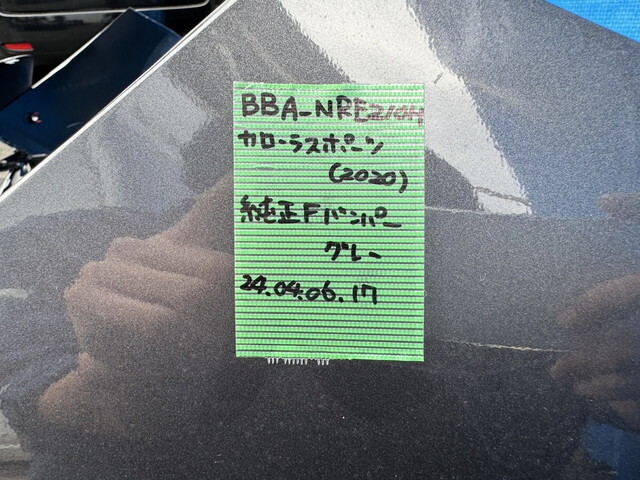 BBA-NRE210H
カローラスポーツ
(2020)
純正Fバンパー
グレー
24.04.06.17